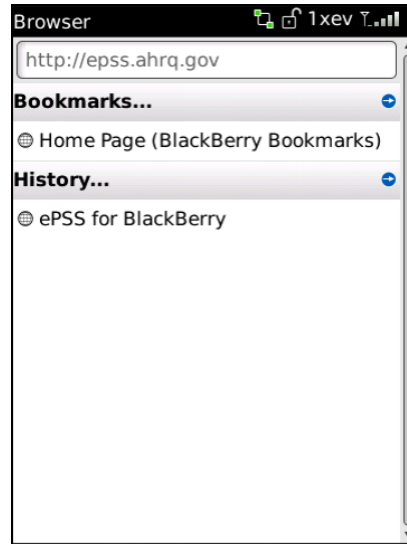 Browser 1xev
http://epss.ahrq.gov
Bookmarks...
Home Page (BlackBerry Bookmarks)
History...
ePSS for BlackBerry